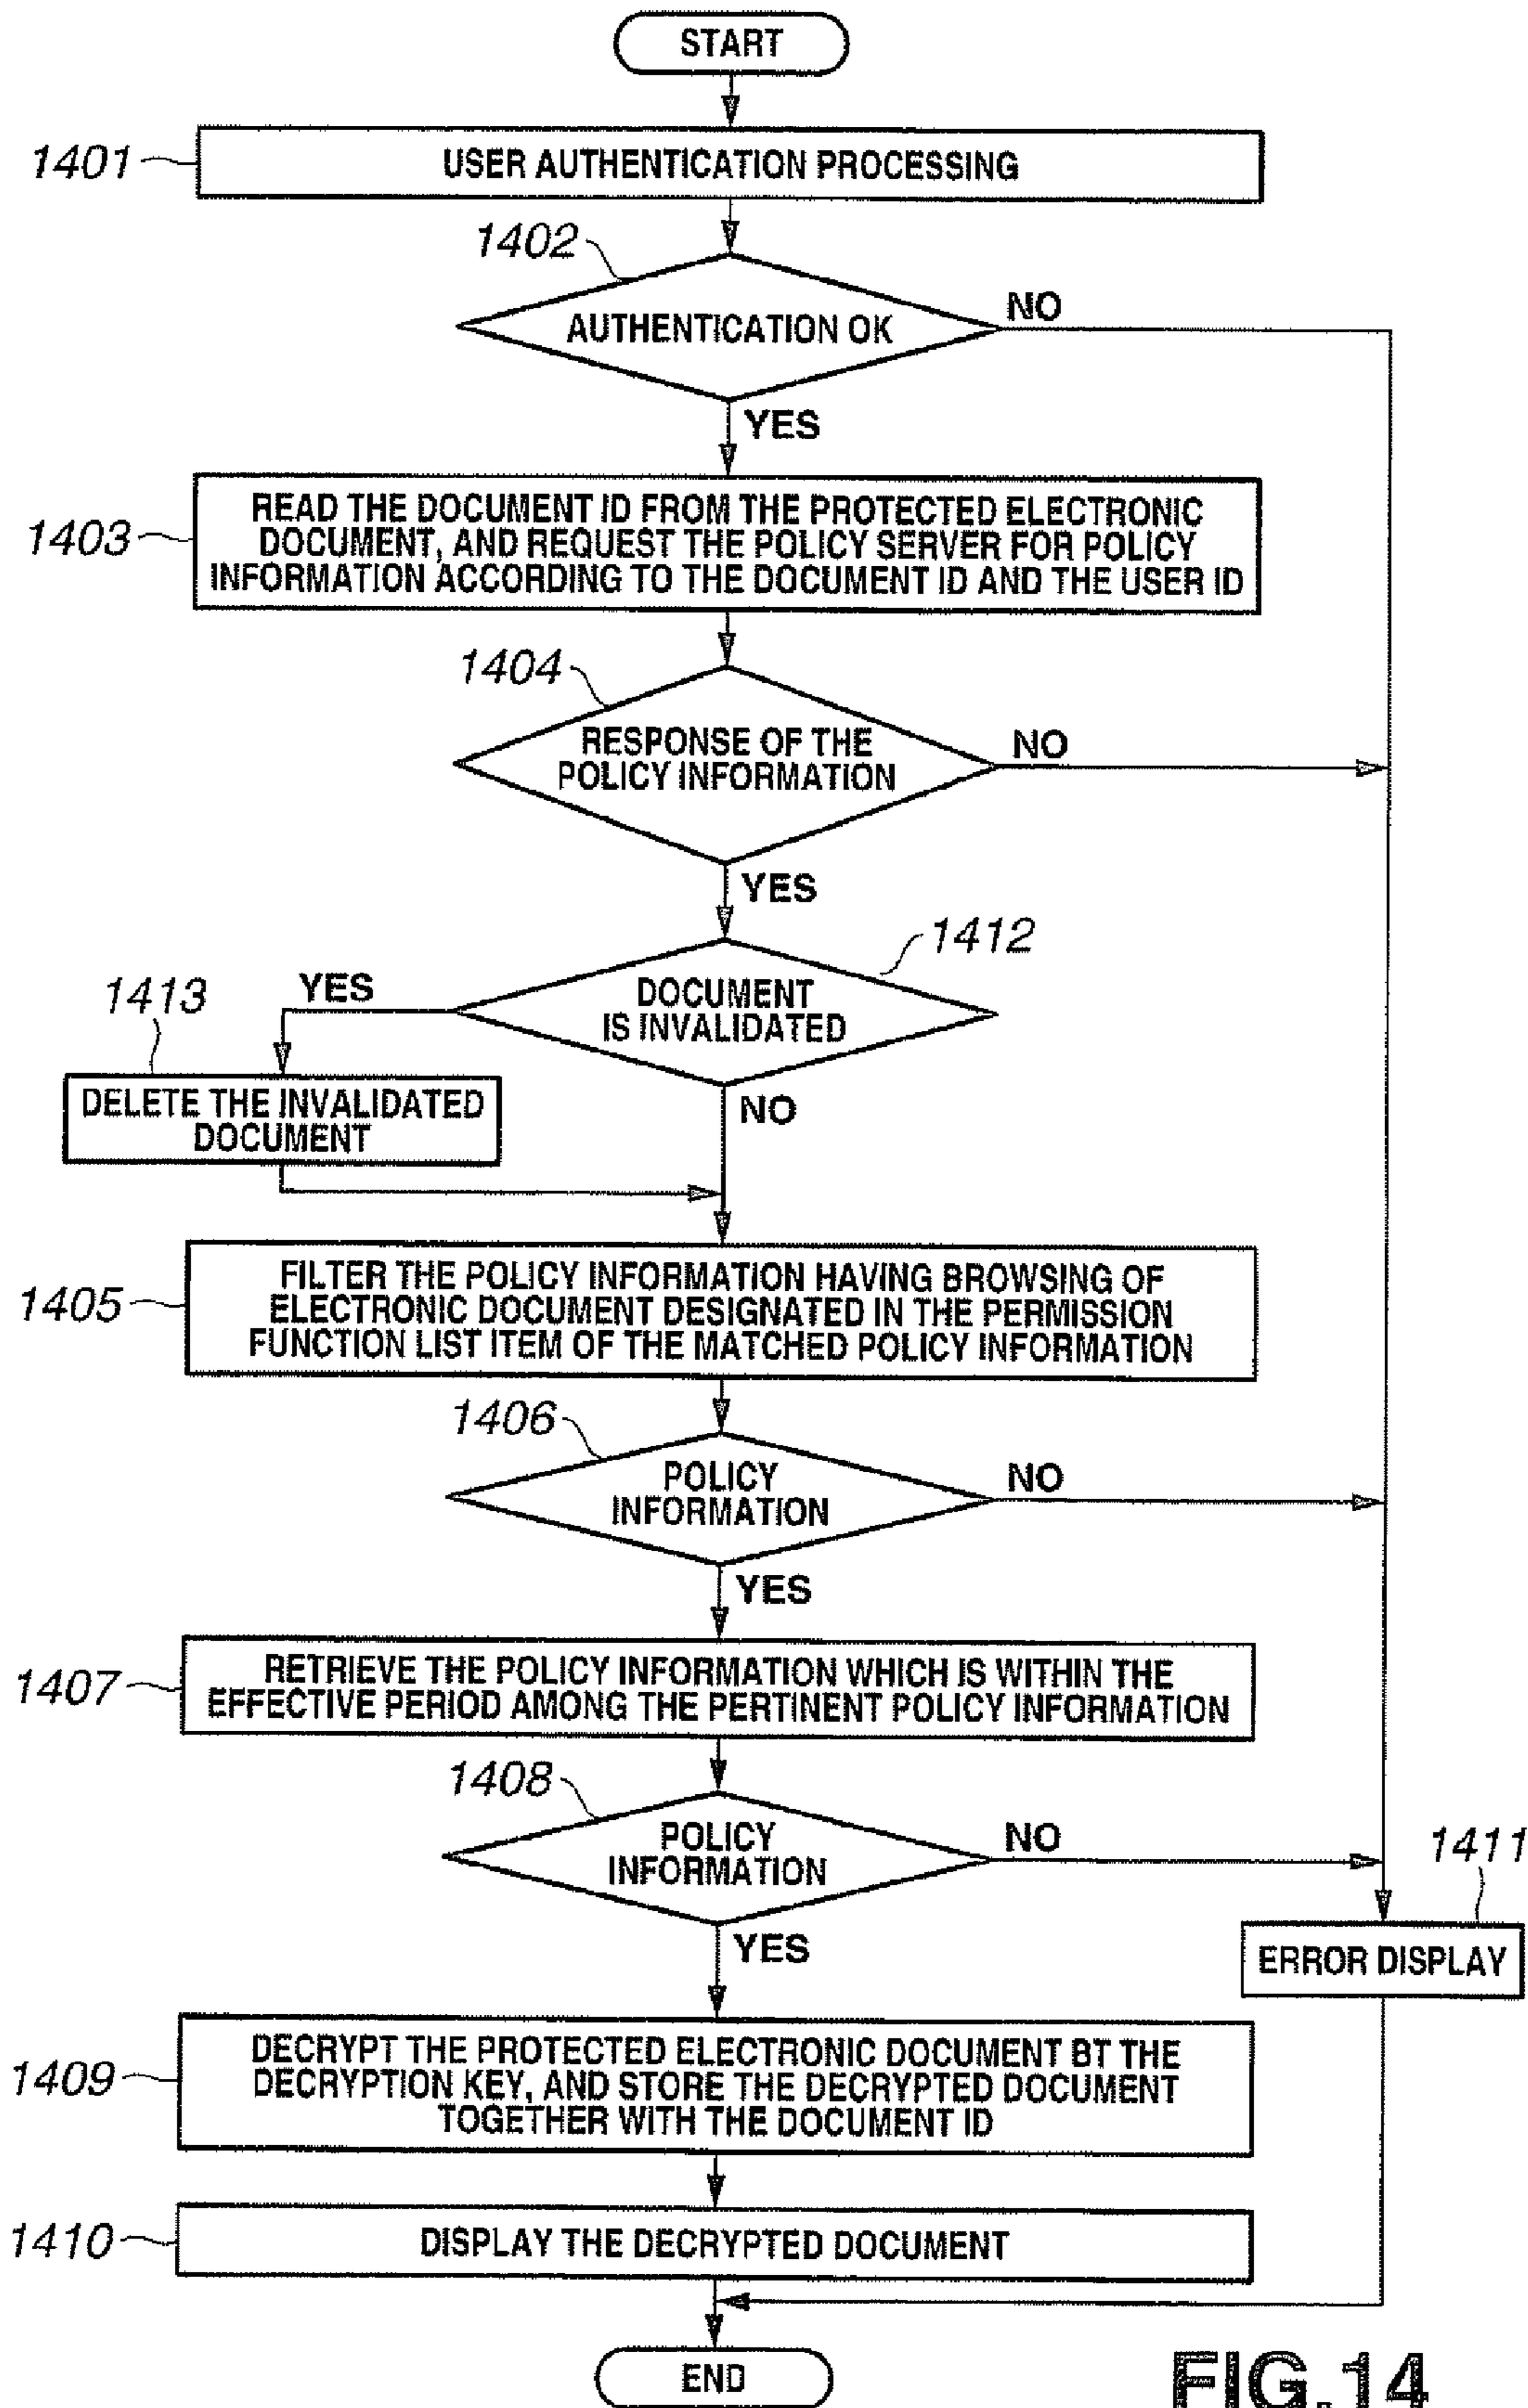 START
1401
USER AUTHENTICATION PROCESSING
1402
AUTHENTICATION OK
NO
YES
1403
READ THE DOCUMENT ID FROM THE PROTECTED ELECTRONIC
DOCUMENT, AND REQUEST THE POLICY SERVER FOR POLICY
INFORMATION ACCORDING TO THE DOCUMENT ID AND THE USER ID
1404
RESPONSE OF THE
POLICY INFORMATION
NO
YES
1412
DOCUMENT
IS INVALIDATED
YES
1413
DELETE THE INVALIDATED
DOCUMENT
NO
1405
FILTER THE POLICY INFORMATION HAVING BROWSING OF
ELECTRONIC DOCUMENT DESIGNATED IN THE PERMISSION
FUNCTION LIST ITEM OF THE MATCHED POLICY INFORMATION
1406
POLICY
INFORMATION
NO
YES
1407
RETRIEVE THE POLICY INFORMATION WHICH IS WITHIN THE
EFFECTIVE PERIOD AMONG THE PERTINENT POLICY INFORMATION
1408
POLICY
INFORMATION
NO
YES
1411
ERROR DISPLAY
1409
DECRYPT THE PROTECTED ELECTRONIC DOCUMENT BT THE
DECRYPTION KEY, AND STORE THE DECRYPTED DOCUMENT
TOGETHER WITH THE DOCUMENT ID
1410
DISPLAY THE DECRYPTED DOCUMENT
END
FIG.14